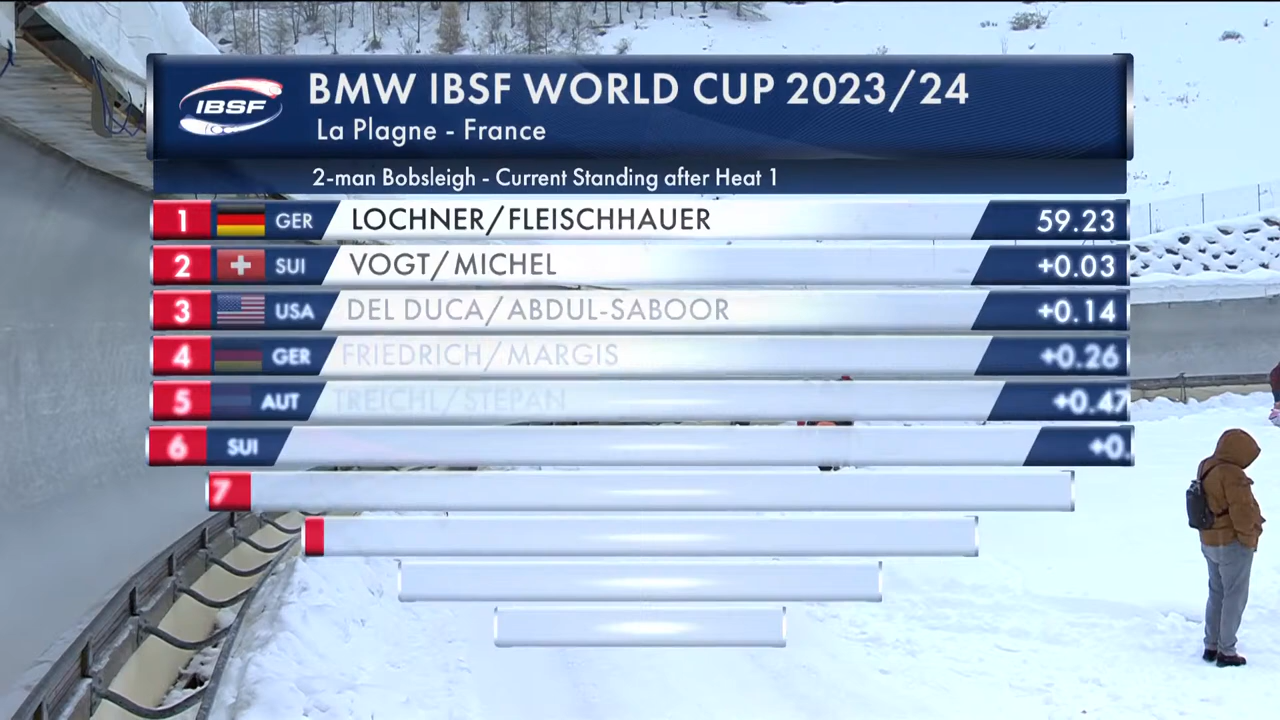 IBSF
BMW IBSF WORLD CUP 2023/24
La Plagne - France
2-man Bobsleigh - Current Standing after Heat 1
1 GER LOCHNER/FLEISCHHAUER 59.23
2 SUI VOGT/MICHEL +0.03
3 USA DEL DUCA/ABDUL-SABOOR +0.14
4 GER FRIEDRICH/MARGIS +0.26
5 AUT TREICHL/STEPAN +0.47
6 SUI +0.
7